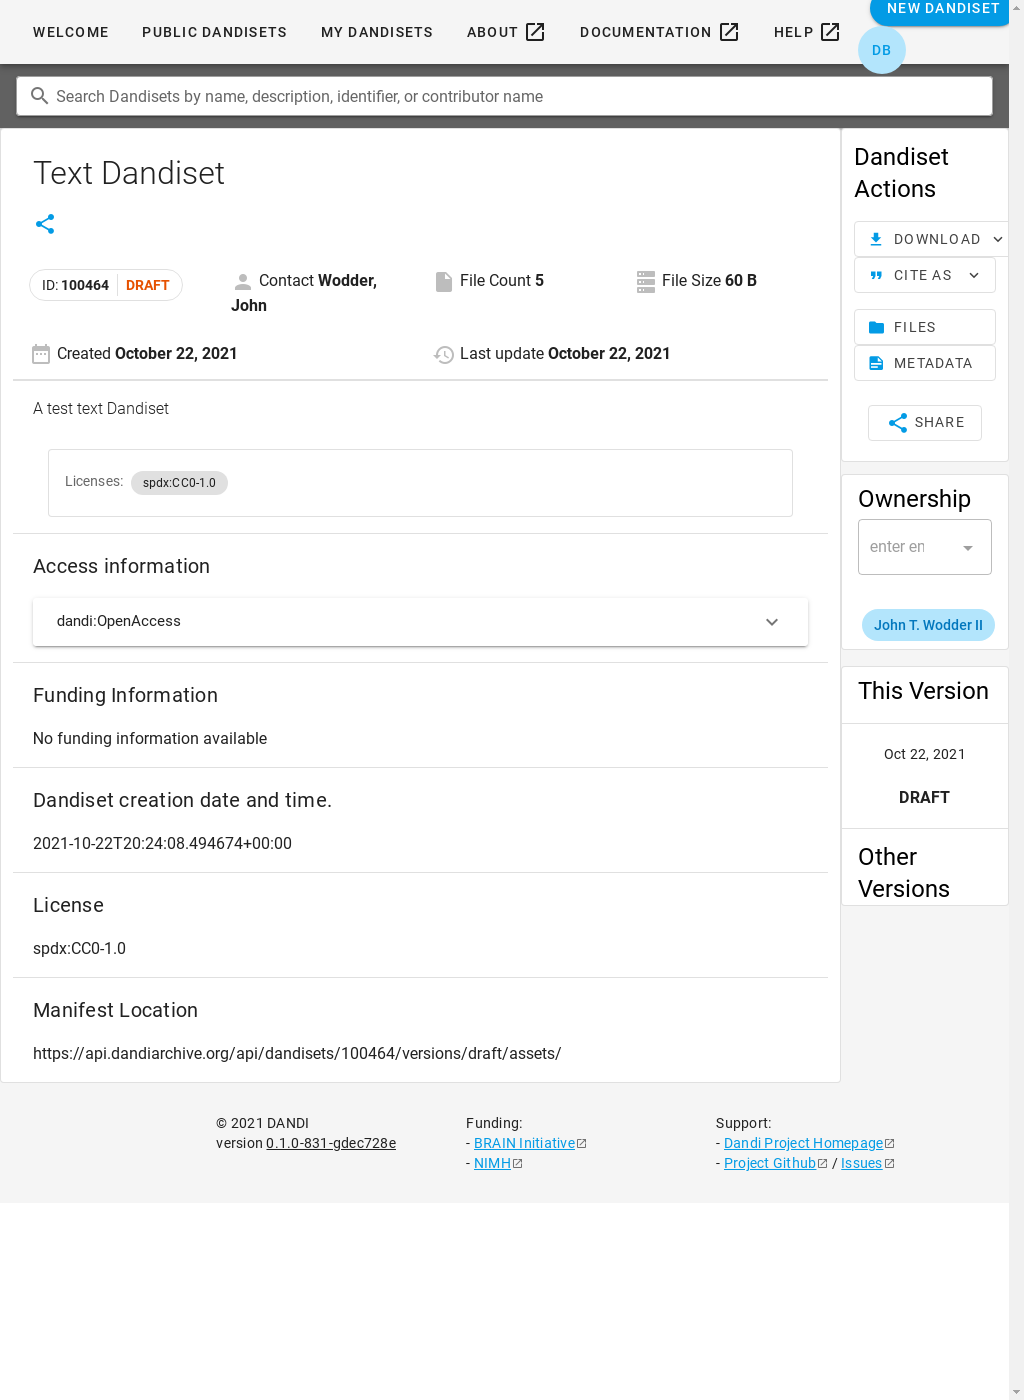 WELCOME PUBLIC DANDISETS MY DANDISETS ABOUT DOCUMENTATION HELP NEW DANDISET
DB
Search Dandisets by name, description, identifier, or contributor name
Text Dandiset
ID: 100464 DRAFT
Contact Wodder,
John
File Count 5
File Size 60 B
Created October 22, 2021
Last update October 22, 2021
A test text Dandiset
Licenses: spdx:CC0-1.0
Access information
dandi:OpenAccess
Funding Information
No funding information available
Dandiset creation date and time.
2021-10-22T20:24:08.494674+00:00
License
spdx:CC0-1.0
Manifest Location
https://api.dandiarchive.org/api/dandisets/100464/versions/draft/assets/
Dandiset
Actions
DOWNLOAD
CITE AS
FILES
METADATA
SHARE
Ownership
enter en
John T. Wodder II
This Version
Oct 22, 2021
DRAFT
Other
Versions
© 2021 DANDI
version 0.1.0-831-gdec728e
Funding:
- BRAIN Initiative
- NIMH
Support:
- Dandi Project Homepage
- Project Github / Issues